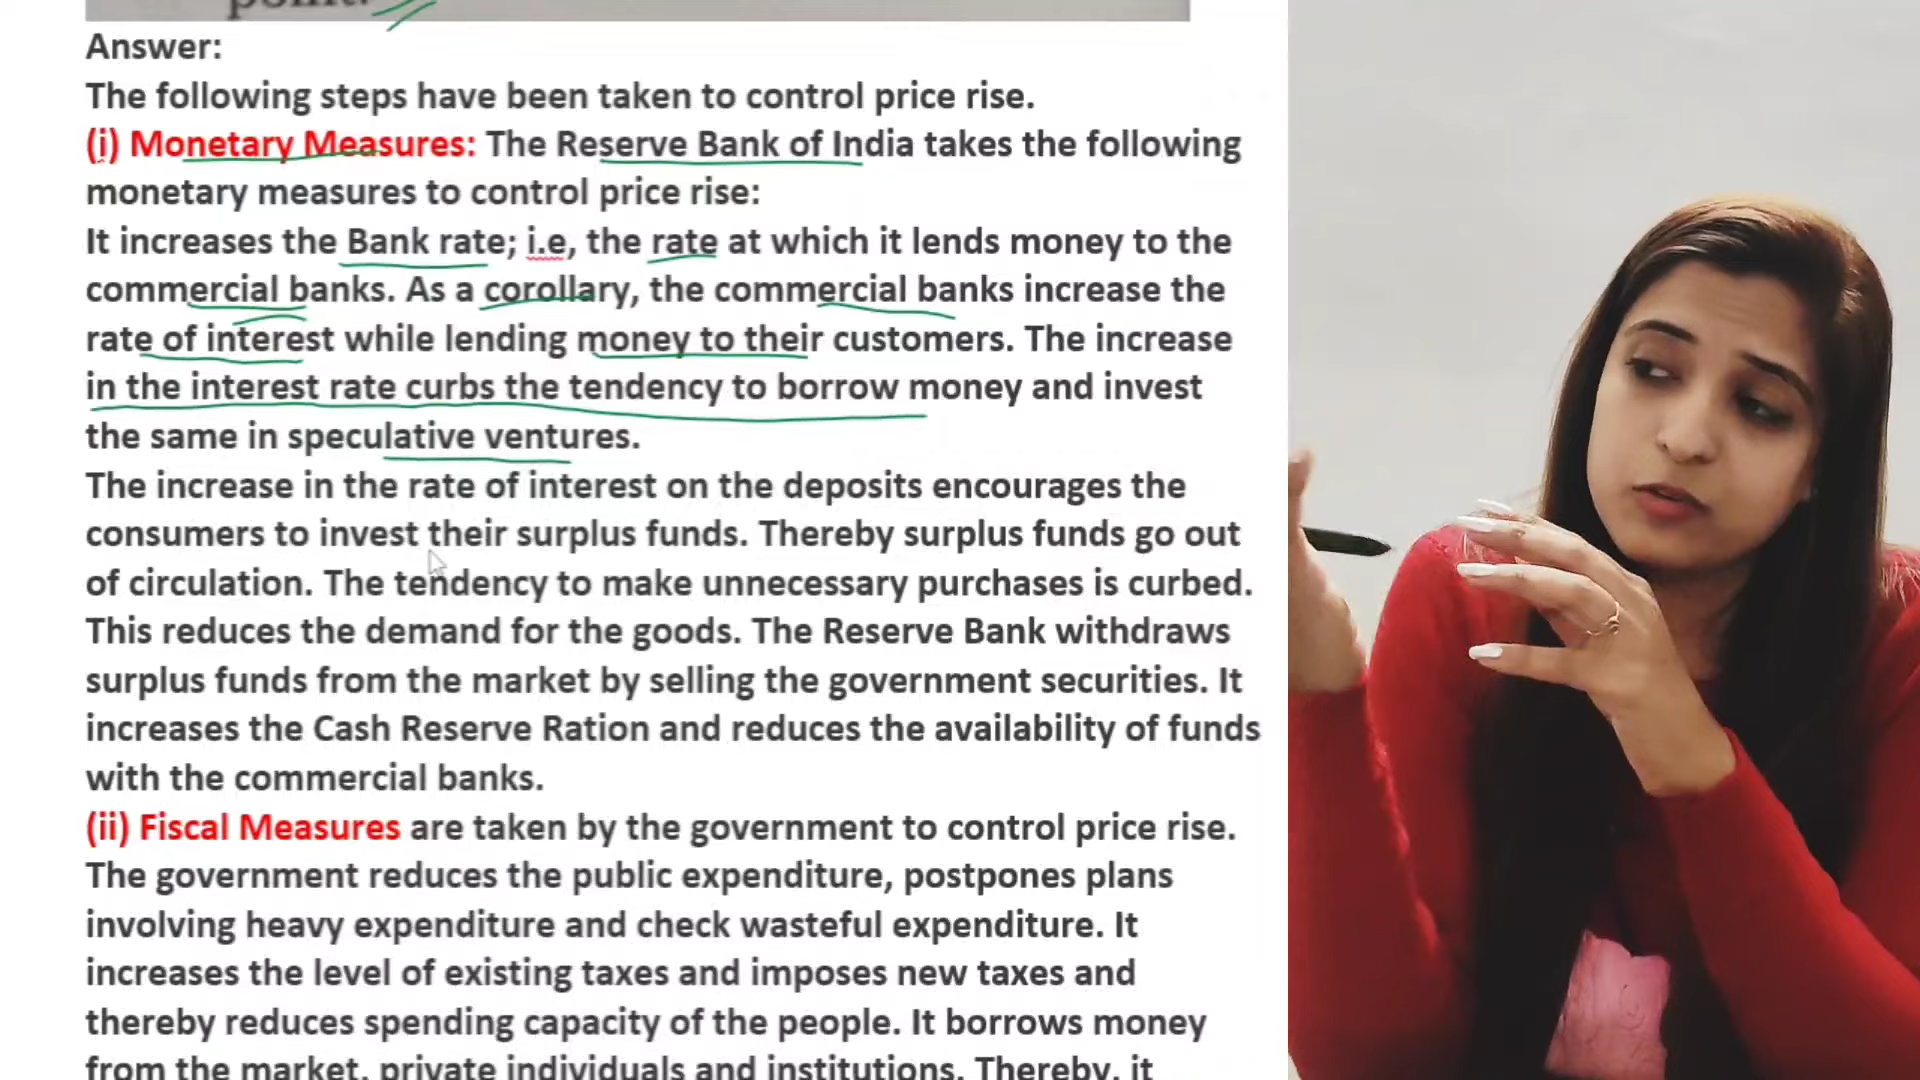 point.
Answer:
The following steps have been taken to control price rise.
(i) Monetary Measures: The Reserve Bank of India takes the following
monetary measures to control price rise:
It increases the Bank rate; i.e, the rate at which it lends money to the
commercial banks. As a corollary, the commercial banks increase the
rate of interest while lending money to their customers. The increase
in the interest rate curbs the tendency to borrow money and invest
the same in speculative ventures.
The increase in the rate of interest on the deposits encourages the
consumers to invest their surplus funds. Thereby surplus funds go out
of circulation. The tendency to make unnecessary purchases is curbed.
This reduces the demand for the goods. The Reserve Bank withdraws
surplus funds from the market by selling the government securities. It
increases the Cash Reserve Ration and reduces the availability of funds
with the commercial banks.
(ii) Fiscal Measures are taken by the government to control price rise.
The government reduces the public expenditure, postpones plans
involving heavy expenditure and check wasteful expenditure. It
increases the level of existing taxes and imposes new taxes and
thereby reduces spending capacity of the people. It borrows money
from the market, private individuals and institutions. Thereby, it